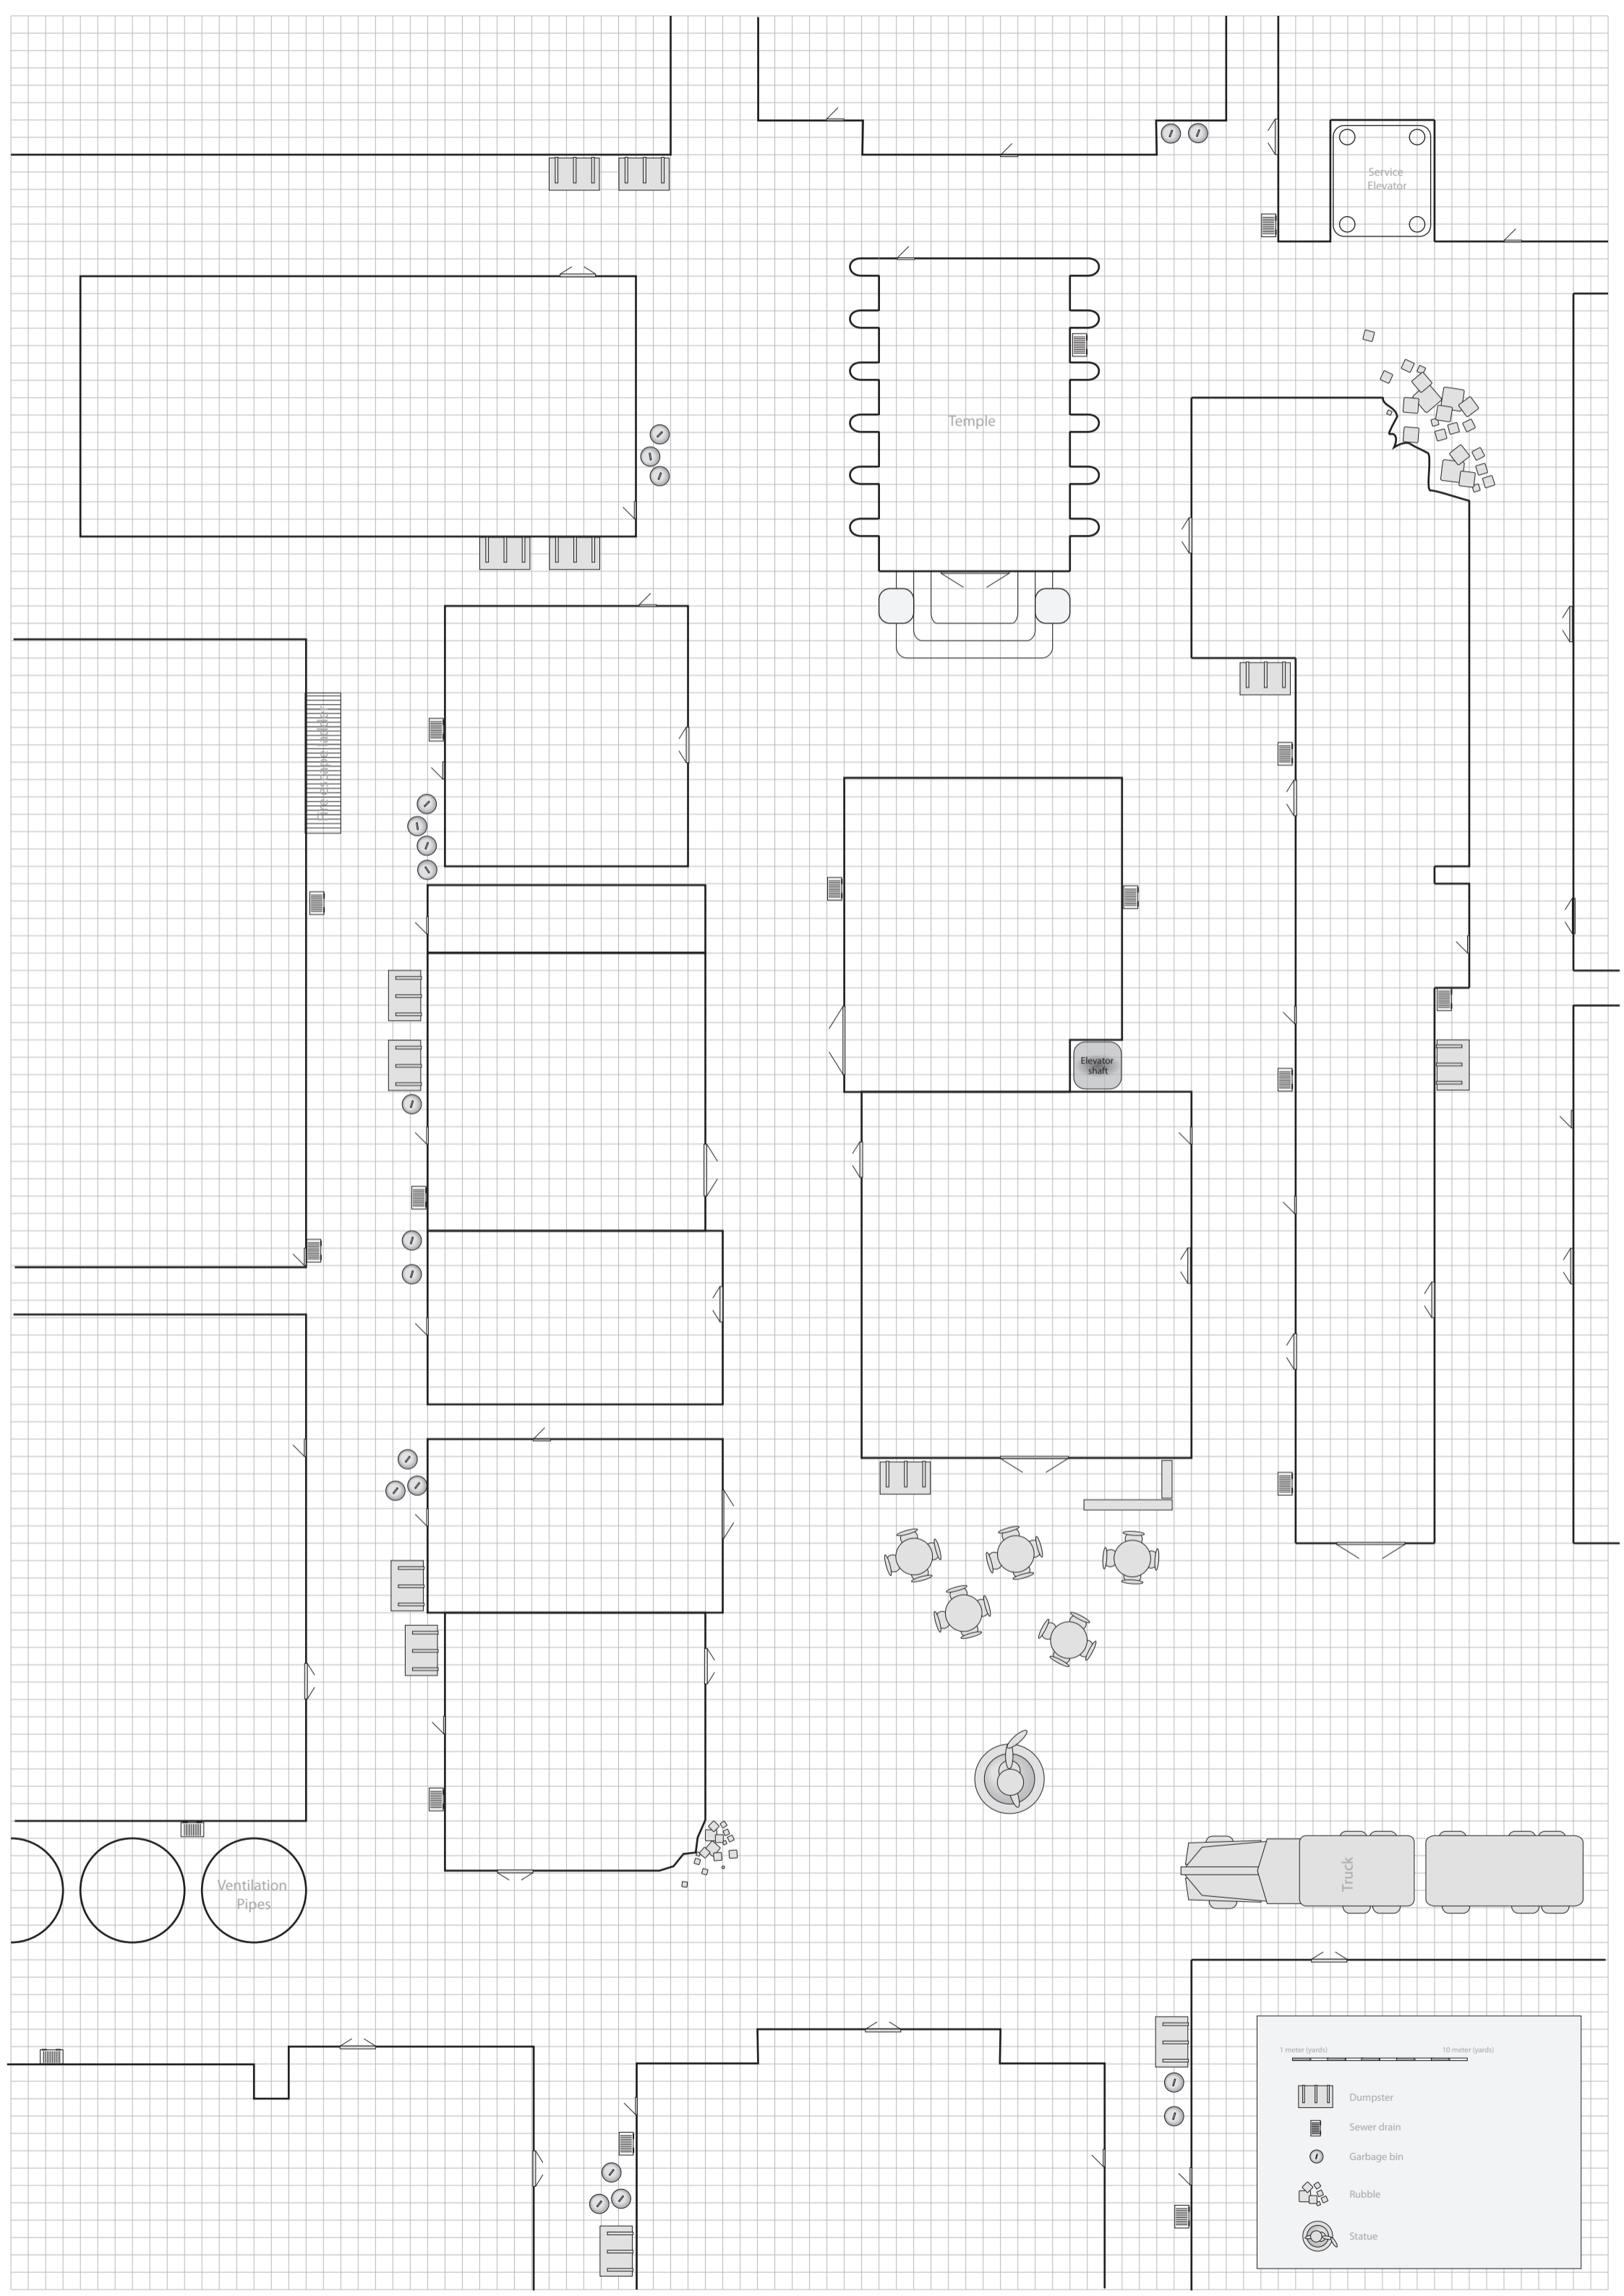 Service
Elevator
Temple
Elevator
shaft
Ventilation
Pipes
Truck
1 meter (yards)
10 meter (yards)
Dumpster
Sewer drain
Garbage bin
Rubble
Statue